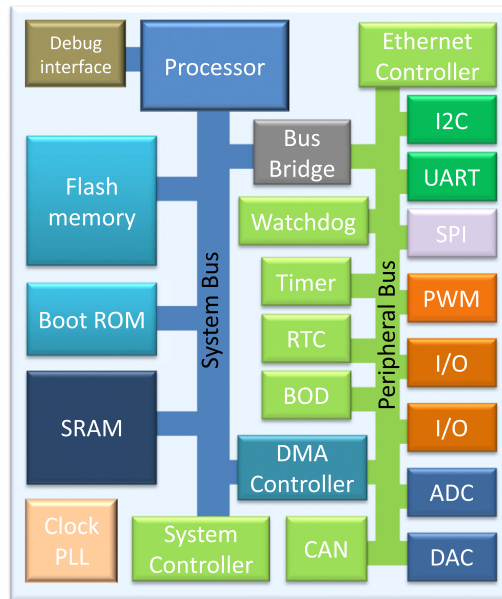 Debug
interface
Processor
Ethernet
Controller
Flash
memory
Boot ROM
SRAM
Clock
PLL
System Bus
System
Controller
Bus
Bridge
Watchdog
Timer
RTC
BOD
DMA
Controller
CAN
Peripheral Bus
I2C
UART
SPI
PWM
I/O
I/O
ADC
DAC